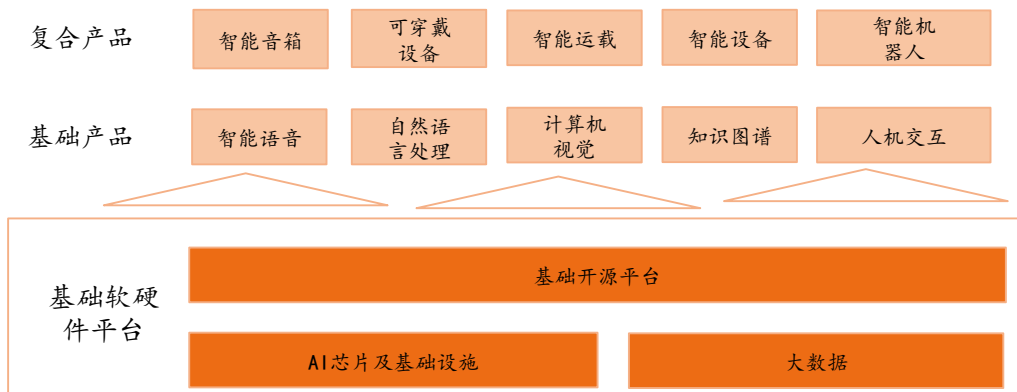 复合产品
智能音箱
可穿戴
设备
智能运载
智能设备
智能机
器人
基础产品
智能语音
自然语
言处理
计算机
视觉
知识图谱
人机交互
基础软硬
件平台
基础开源平台
AI芯片及基础设施
大数据